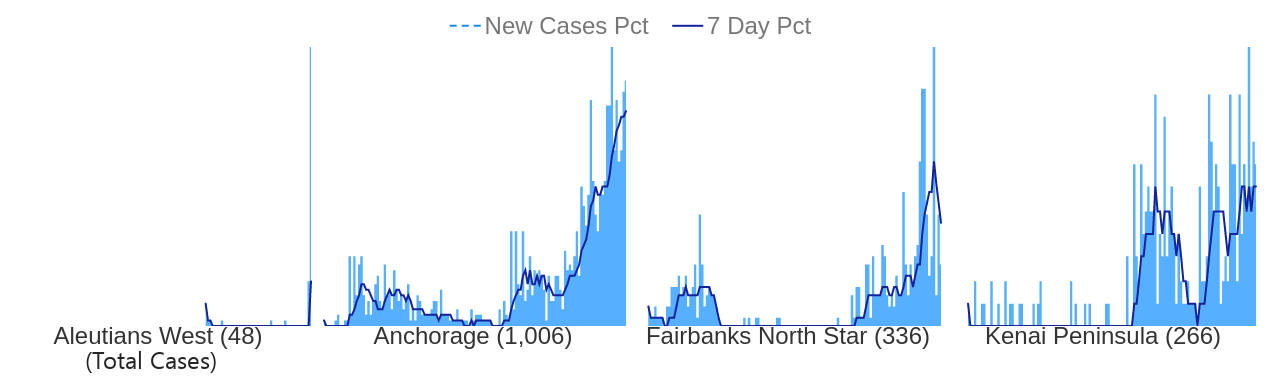 New Cases Pct 7 Day Pct
Aleutians West (48) Anchorage (1,006) Fairbanks North Star (336) Kenai Peninsula (266)
(Total Cases)